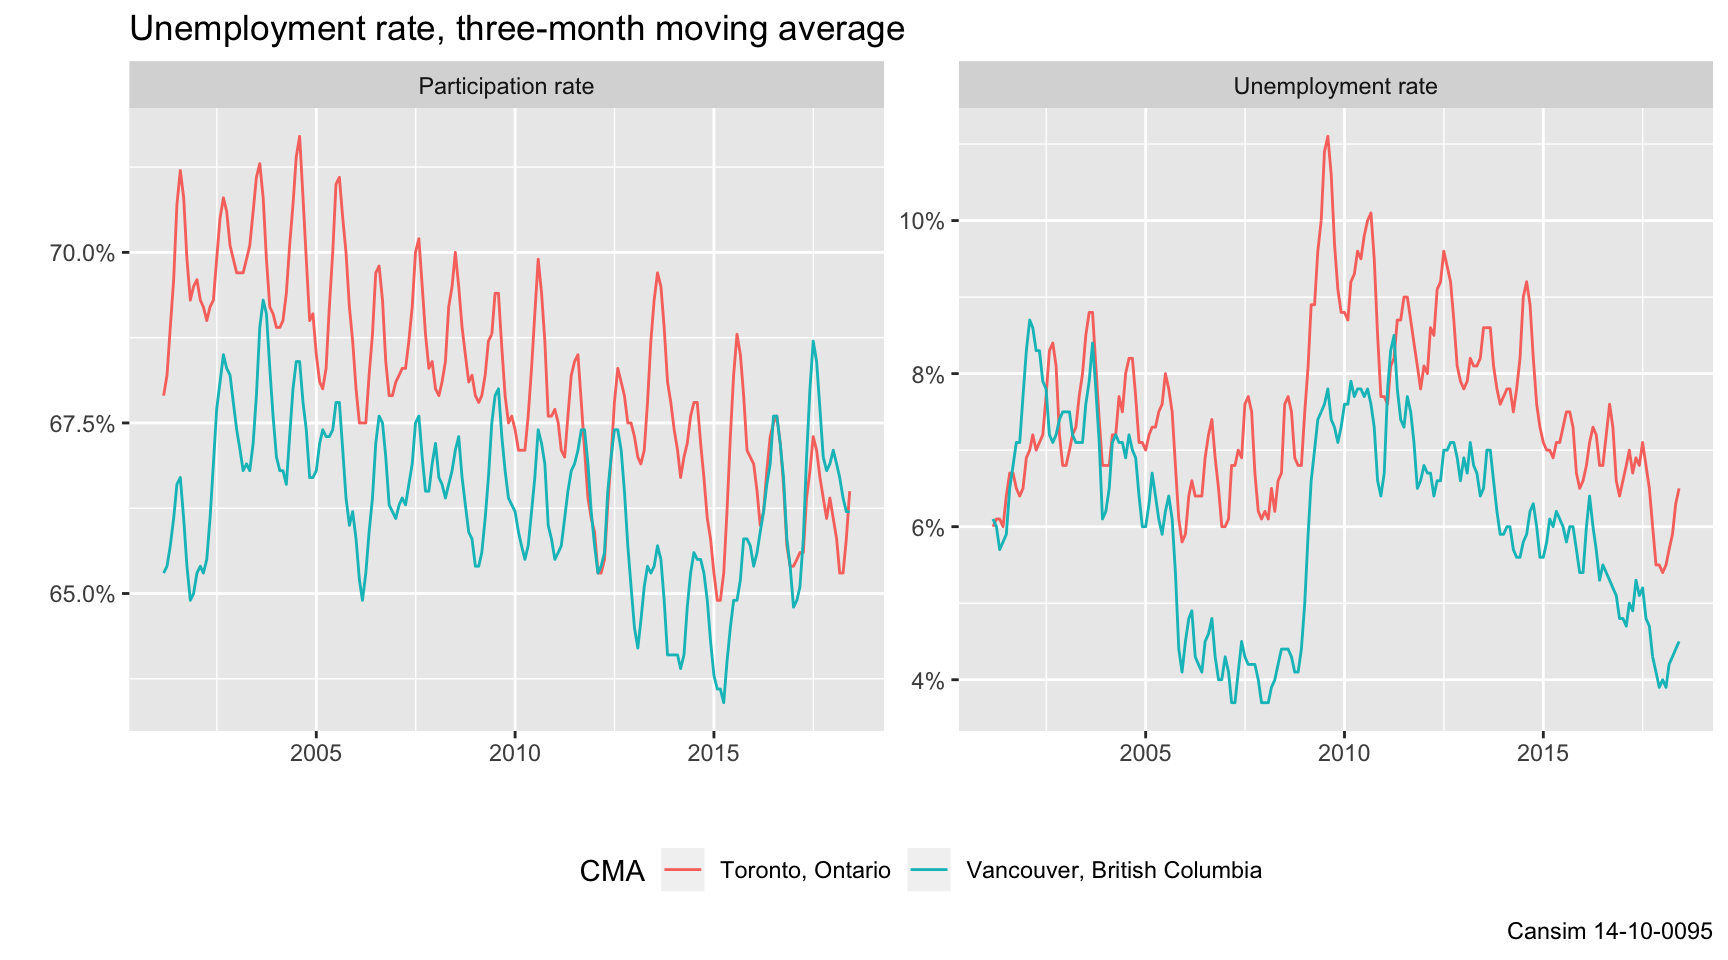 Unemployment rate, three-month moving average
Participation rate
70.0%
67.5%
65.0%
2005 2010 2015
Unemployment rate
10%
8%
6%
4%
2005 2010 2015
CMA Toronto, Ontario Vancouver, British Columbia
Cansim 14-10-0095